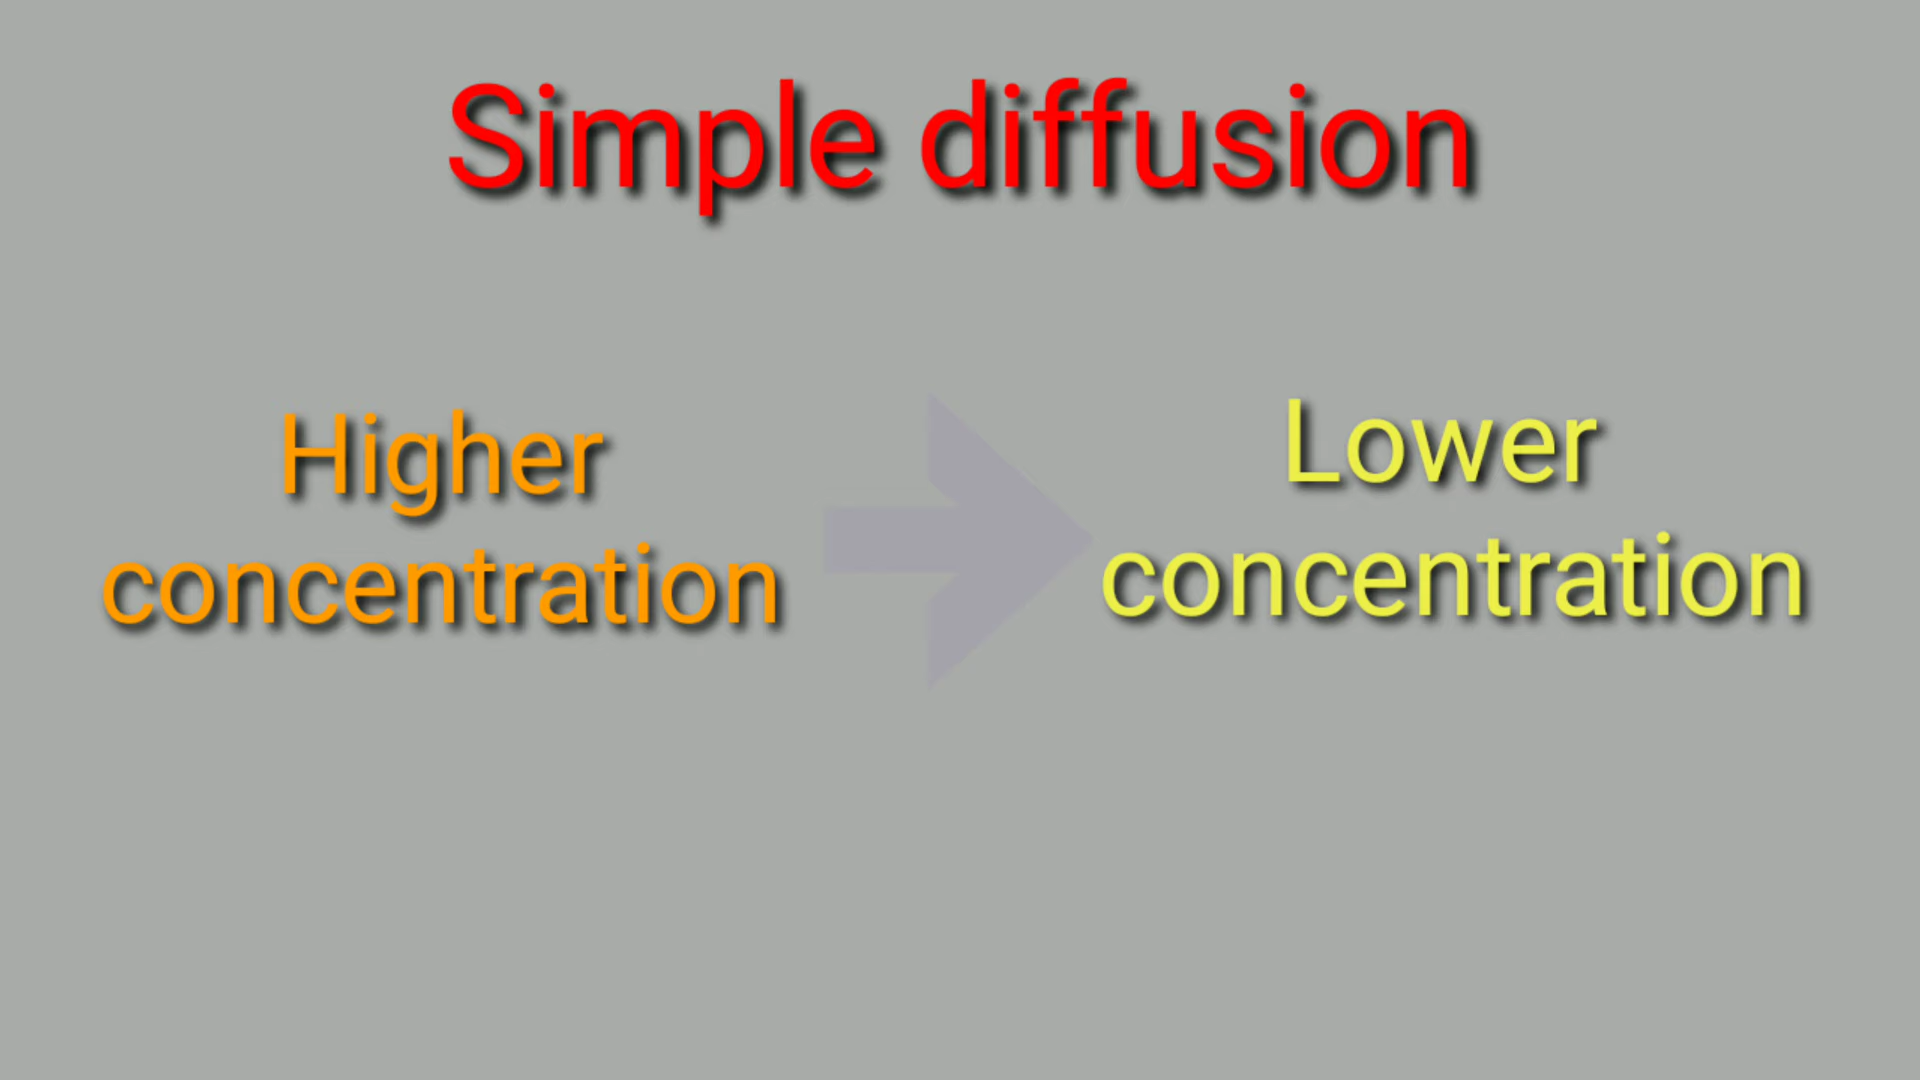 Simple diffusion
Higher
concentration
Lower
concentration